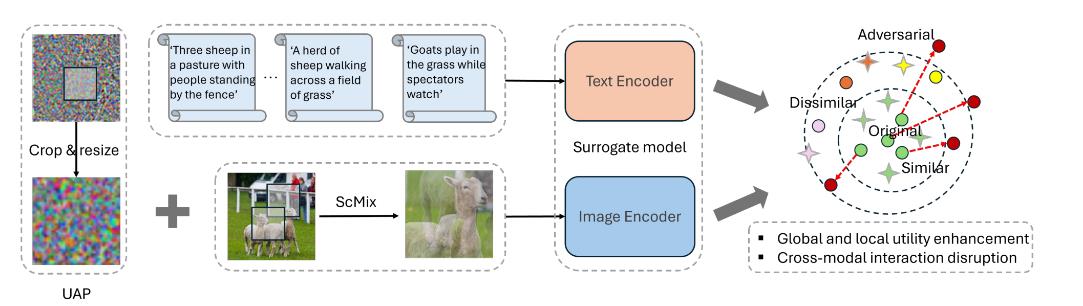 Crop & resize
UAP
'Three sheep in
a pasture with
people standing
by the fence'
...
'A herd of
sheep walking
across a field
of grass'
'Goats play in
the grass while
spectators
watch'
ScMix
Text Encoder
Surrogate model
Image Encoder
Adversarial
Dissimilar
Original
Similar
▪ Global and local utility enhancement
▪ Cross-modal interaction disruption